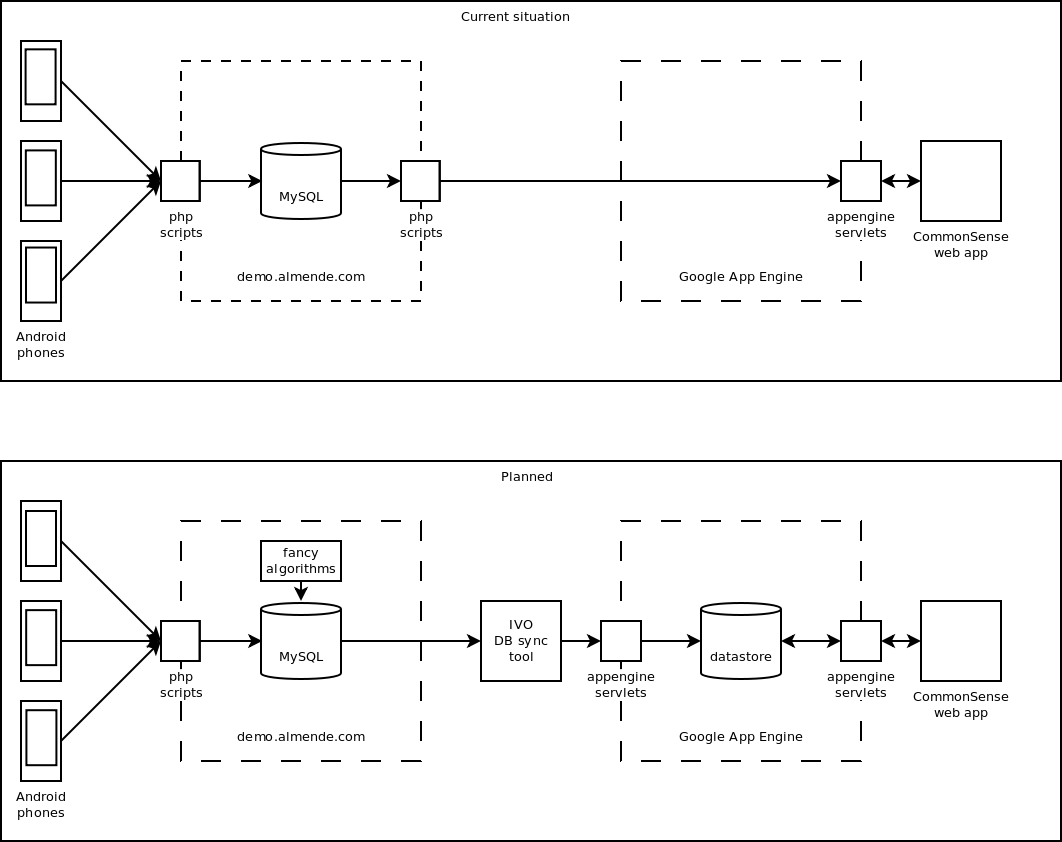 Current situation
MySQL
php
scripts
php
scripts
appengine
servlets
CommonSense
web app
demo.almende.com
Google App Engine
Android
phones
Planned
fancy
algorithms
IVO
DB sync
tool
MySQL
datastore
php
scripts
appengine
servlets
appengine
servlets
CommonSense
web app
demo.almende.com
Google App Engine
Android
phones